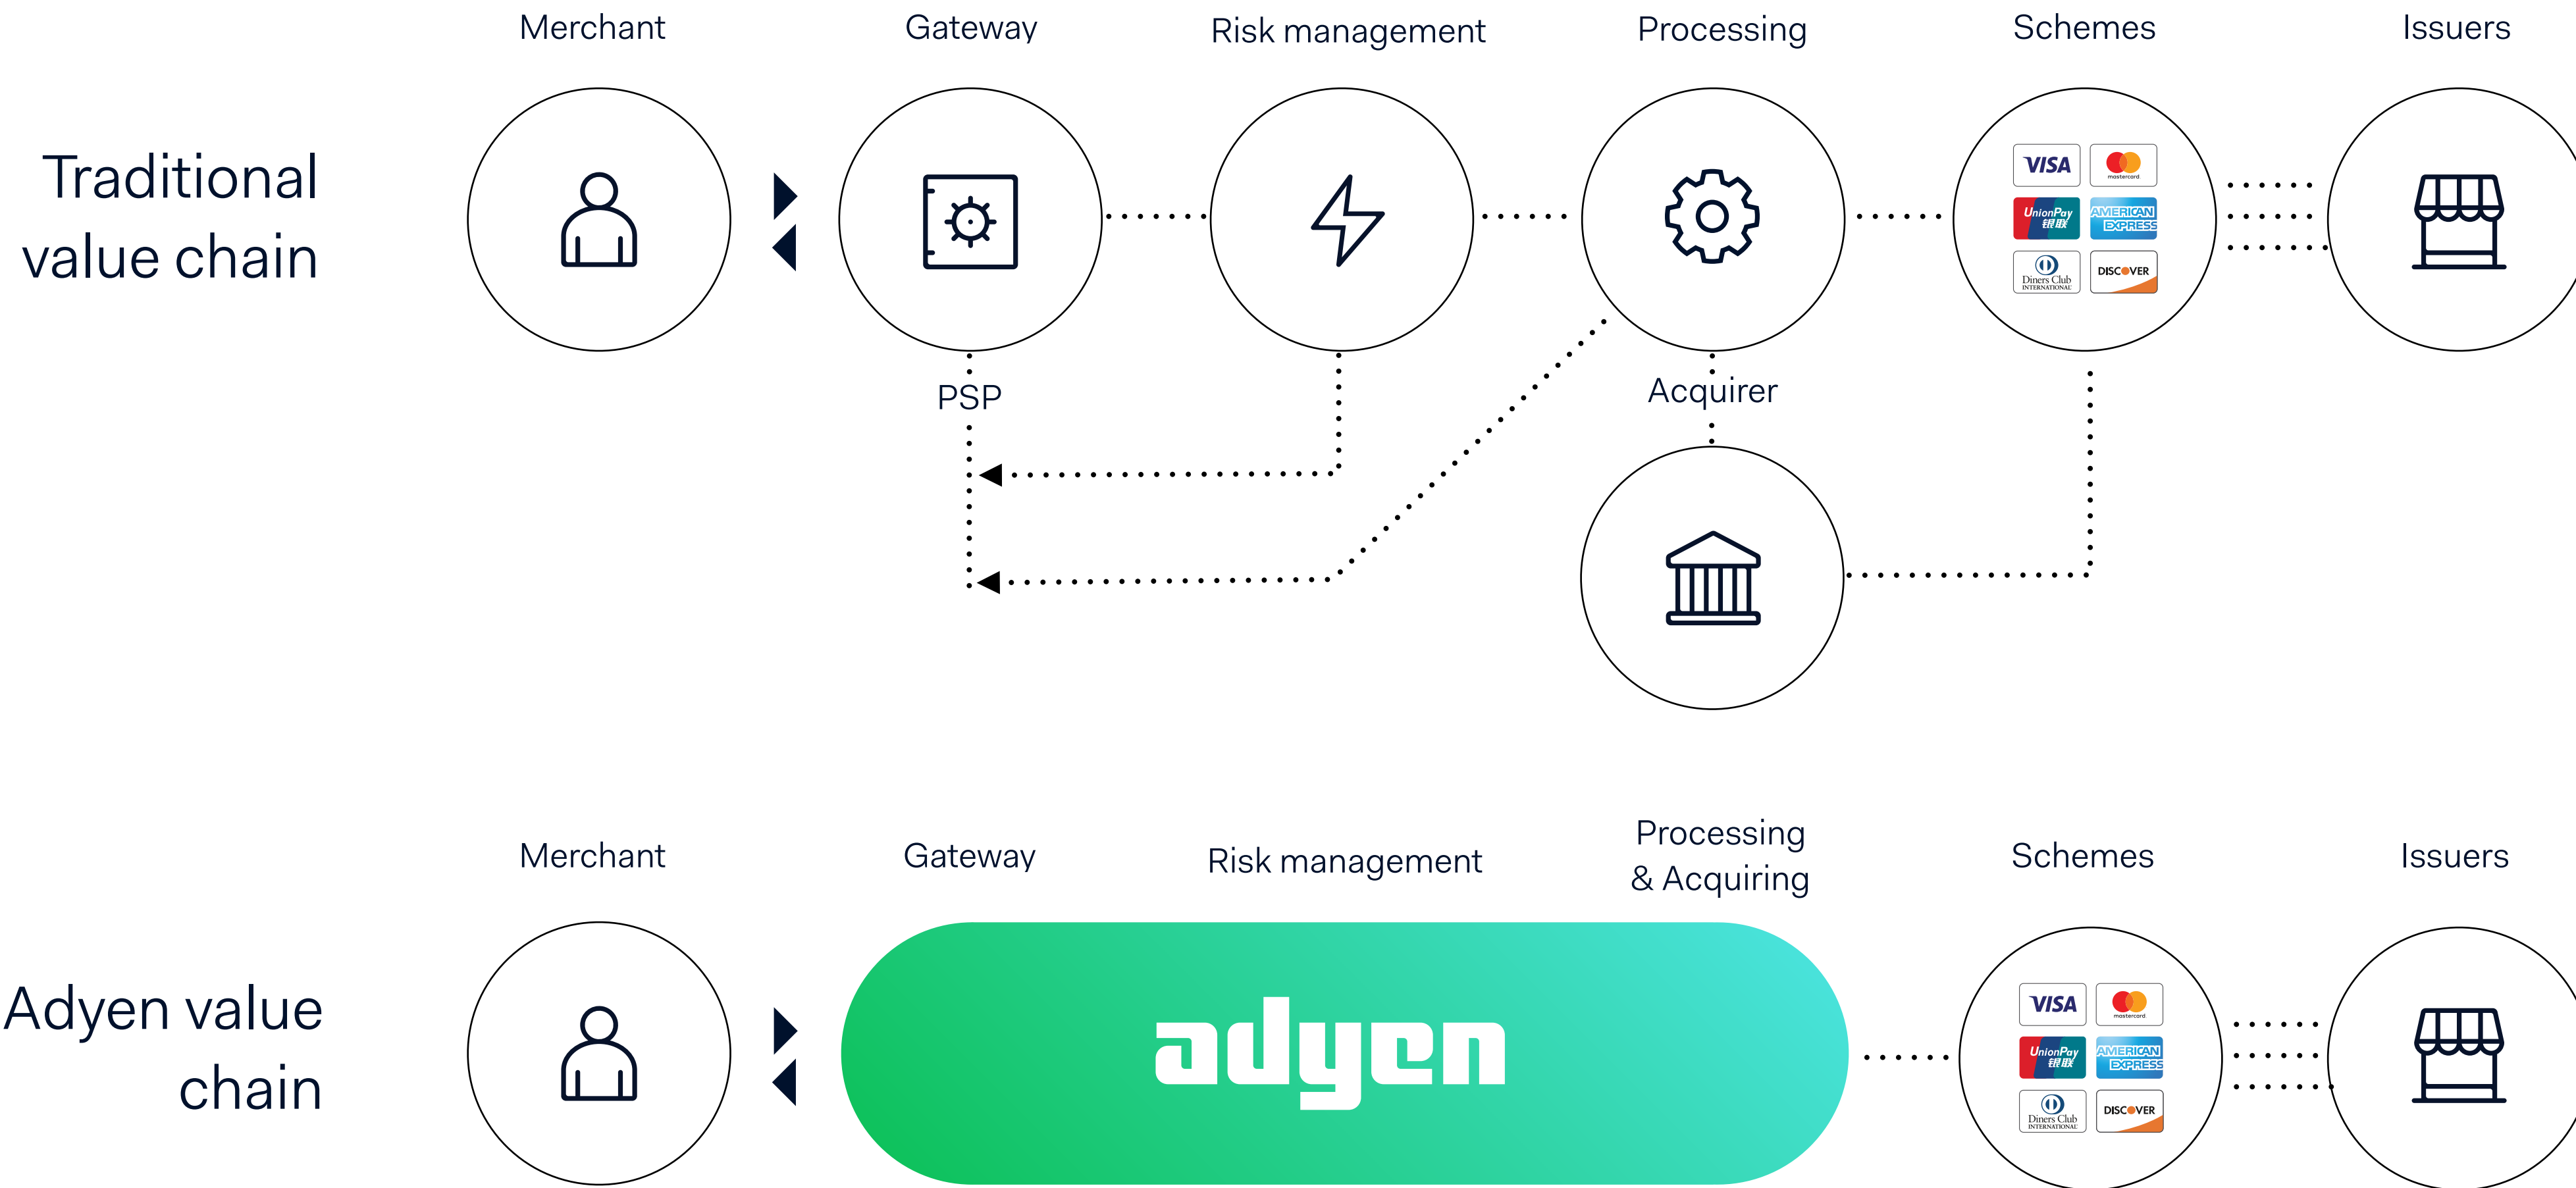 Merchant
Gateway
Risk management
Processing
Schemes
Issuers
Traditional
value chain
VISA
mastercard
UnionPay
银联
AMERICAN
EXPRESS
Diners Club
INTERNATIONAL
DISCOVER
PSP
Acquirer
Merchant
Gateway
Risk management
Processing
& Acquiring
Schemes
Issuers
Adyen value
chain
adyen
VISA
mastercard
UnionPay
银联
AMERICAN
EXPRESS
Diners Club
INTERNATIONAL
DISCOVER